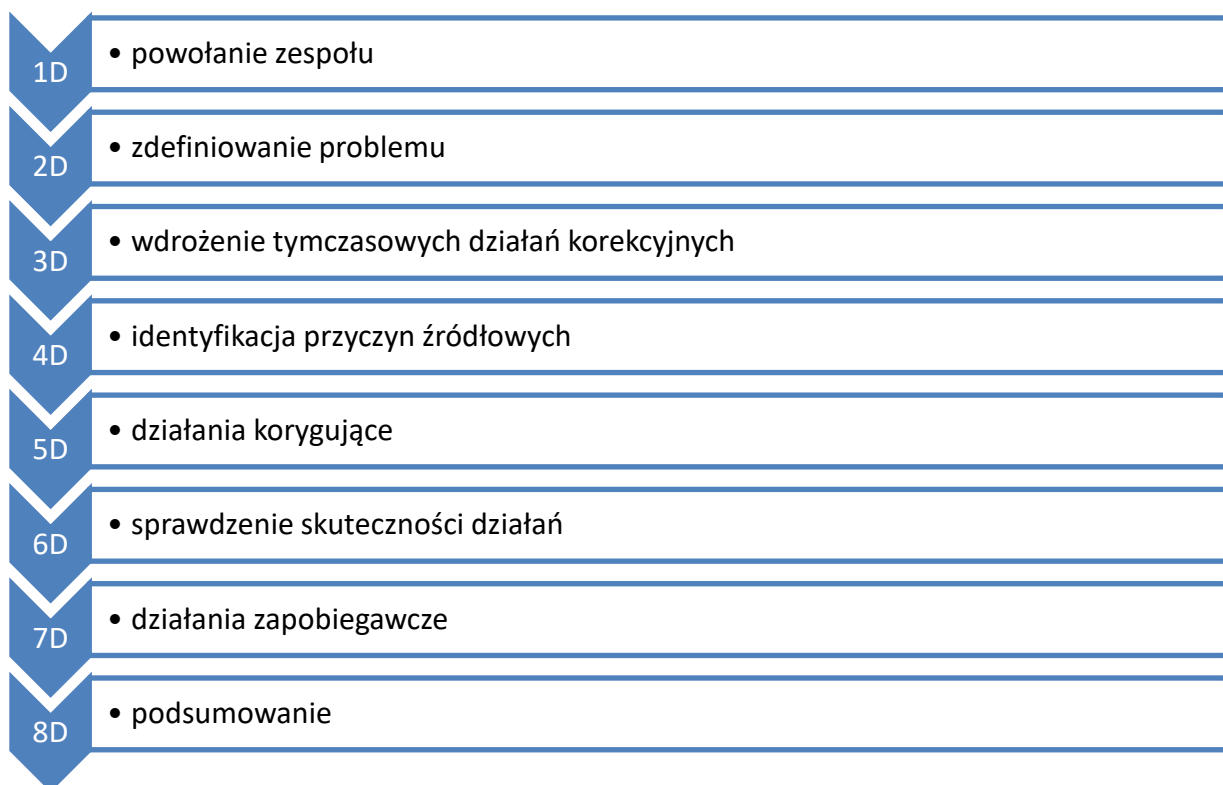 1D
• powołanie zespołu
2D
• zdefiniowanie problemu
3D
• wdrożenie tymczasowych działań korekcyjnych
4D
• identyfikacja przyczyn źródłowych
5D
• działania korygujące
6D
• sprawdzenie skuteczności działań
7D
• działania zapobiegawcze
8D
• podsumowanie